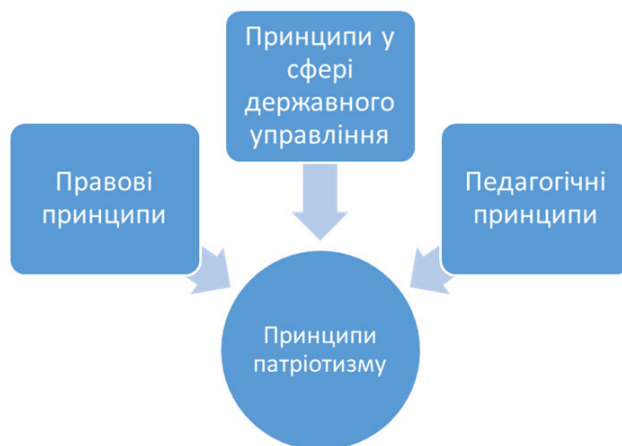 Принципи у
сфері
державного
управління
Правові
принципи
Педагогічні
принципи
Принципи
патріотизму